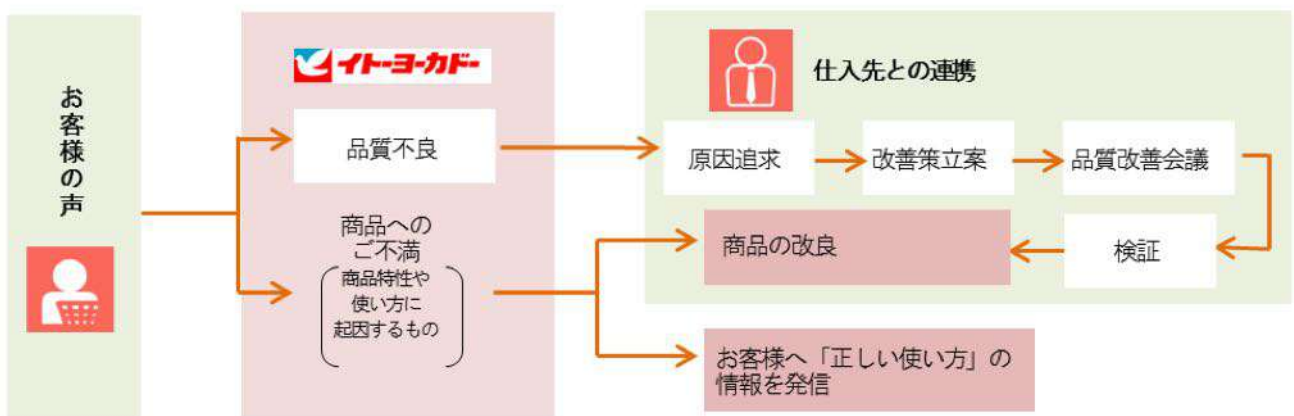 お客様の声
イトーヨーカドー
品質不良
商品への
ご不満
商品特性や
使い方に
起因するもの
仕入先との連携
原因追求
改善策立案
品質改善会議
検証
商品の改良
お客様へ「正しい使い方」の
情報を発信